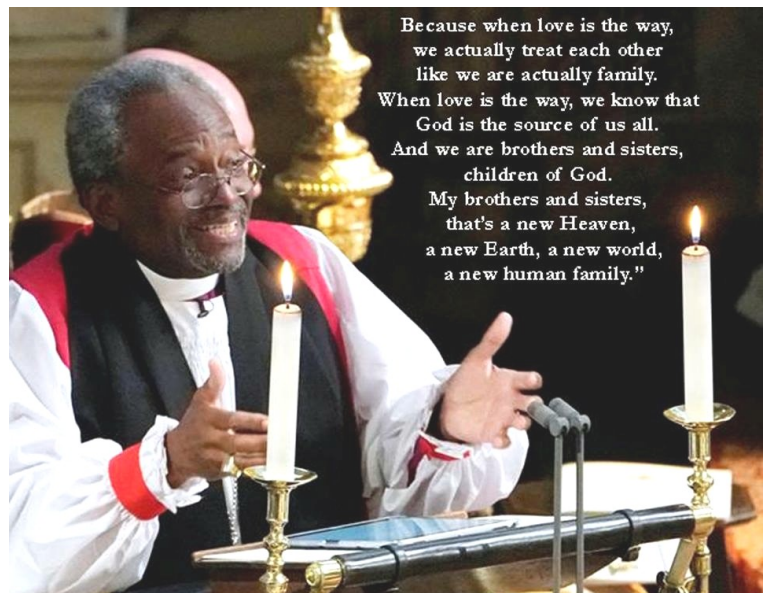 Because when love is the way,
we actually treat each other
like we are actually family.
When love is the way, we know that
God is the source of us all.
And we are brothers and sisters,
children of God.
My brothers and sisters,
that's a new Heaven,
a new Earth, a new world,
a new human family.”